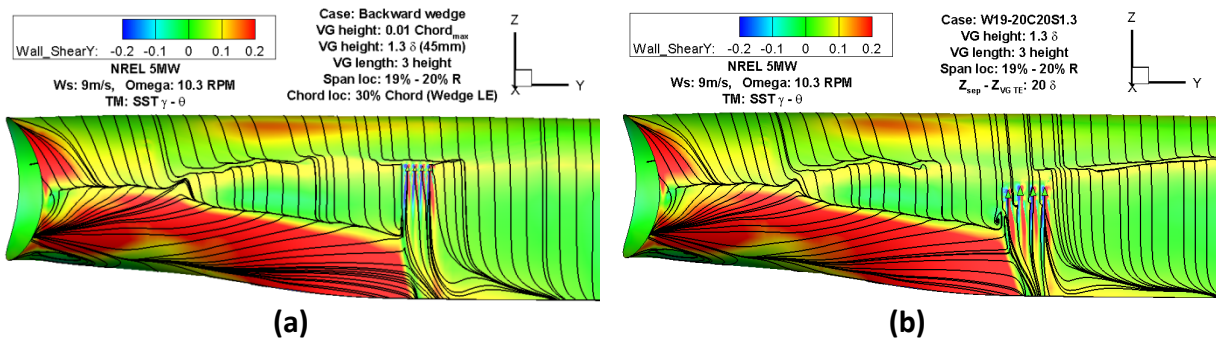 Wall_ShearY: -0.2 -0.1 0 0.1 0.2
NREL 5MW
Ws: 9m/s, Omega: 10.3 RPM
TM: SST γ - θ
Case: Backward wedge
VG height: 0.01 Chord_max
VG height: 1.3 δ (45mm)
VG length: 3 height
Span loc: 19% - 20% R
Chord loc: 30% Chord (Wedge LE)
Z
X
Y
(a)
Wall_ShearY: -0.2 -0.1 0 0.1 0.2
NREL 5MW
Ws: 9m/s, Omega: 10.3 RPM
TM: SST γ - θ
Case: W19-20C20S1.3
VG height: 1.3 δ
VG length: 3 height
Span loc: 19% - 20% R
Z_sep - Z_VG TE: 20 δ
Z
X
Y
(b)